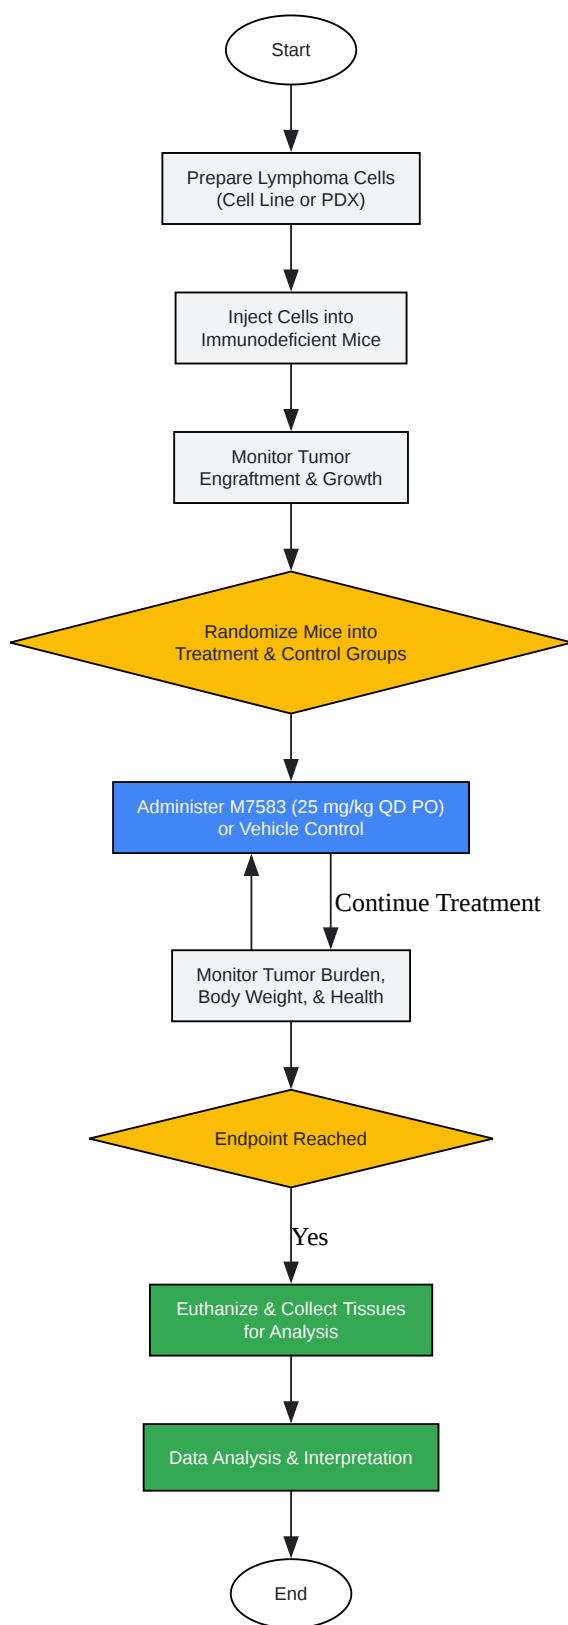 Start
Prepare Lymphoma Cells
(Cell Line or PDX)
Inject Cells into
Immunodeficient Mice
Monitor Tumor
Engraftment & Growth
Randomize Mice into
Treatment & Control Groups
Administer M7583 (25 mg/kg QD PO)
or Vehicle Control
Continue Treatment
Monitor Tumor Burden,
Body Weight, & Health
Endpoint Reached
Yes
Euthanize & Collect Tissues
for Analysis
Data Analysis & Interpretation
End